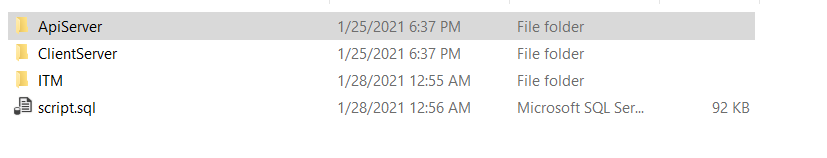 ApiServer 1/25/2021 6:37 PM File folder
ClientServer 1/25/2021 6:37 PM File folder
ITM 1/28/2021 12:55 AM File folder
script.sql 1/28/2021 12:56 AM Microsoft SQL Ser... 92 KB